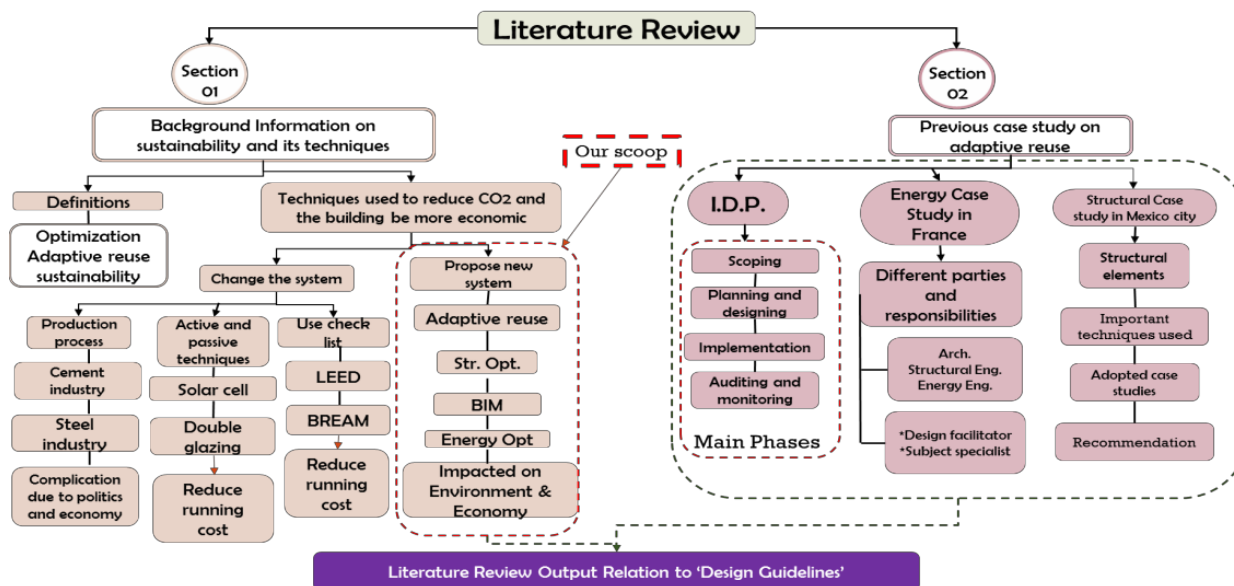 Literature Review
Section
01
Section
02
Background Information on
sustainability and its techniques
Our scoop
Previous case study on
adaptive reuse
Definitions
Optimization
Adaptive reuse
sustainability
Techniques used to reduce CO2 and
the building be more economic
Change the system
Production
process
Cement
industry
Steel
industry
Complication
due to politics
and economy
Active and
passive
techniques
Solar cell
Double
glazing
Reduce
running
cost
Use check
list
LEED
BREAM
Reduce
running
cost
Propose new
system
Adaptive reuse
Str. Opt.
BIM
Energy Opt
Impacted on
Environment &
Economy
I.D.P.
Scoping
Planning and
designing
Implementation
Auditing and
monitoring
Main Phases
Energy Case
Study in
France
Different parties
and
responsibilities
Arch.
Structural Eng.
Energy Eng.
*Design facilitator
*Subject specialist
Structural Case
study in Mexico city
Structural
elements
Important
techniques used
Adopted case
studies
Recommendation
Literature Review Output Relation to ‘Design Guidelines’